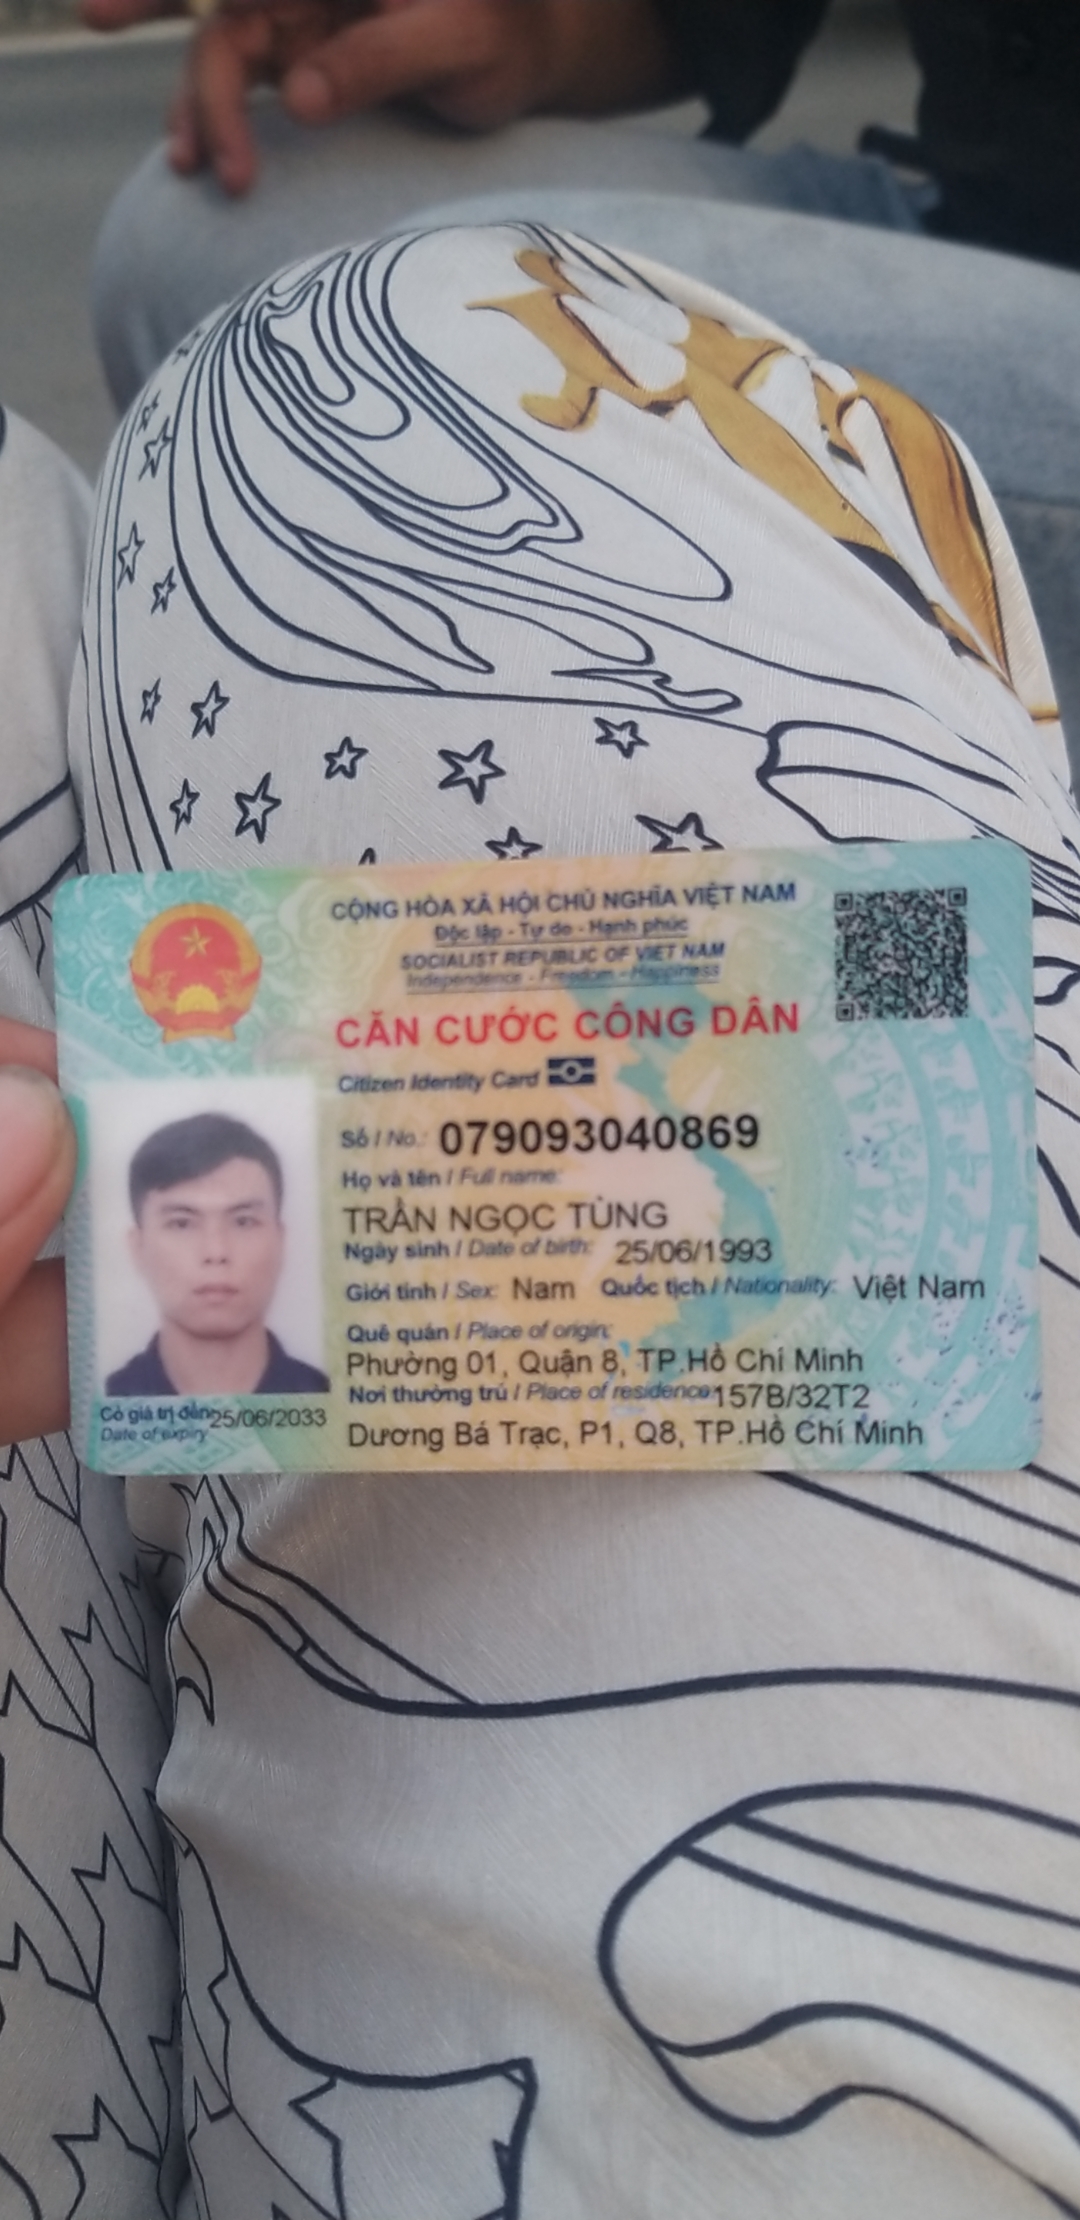 CỘNG HÒA XÃ HỘI CHỦ NGHĨA VIỆT NAM
Độc lập - Tự do - Hạnh phúc
SOCIALIST REPUBLIC OF VIET NAM
Independence - Freedom - Happiness
CĂN CƯỚC CÔNG DÂN
Citizen Identity Card
Số / No.: 079093040869
Họ và tên / Full name:
TRẦN NGỌC TÙNG
Ngày sinh / Date of birth: 25/06/1993
Giới tính / Sex: Nam Quốc tịch / Nationality: Việt Nam
Quê quán / Place of origin:
Phường 01, Quận 8, TP.Hồ Chí Minh
Nơi thường trú / Place of residence: 157B/32T2
Dương Bá Trạc, P1, Q8, TP.Hồ Chí Minh
Có giá trị đến: 25/06/2033
Date of expiry